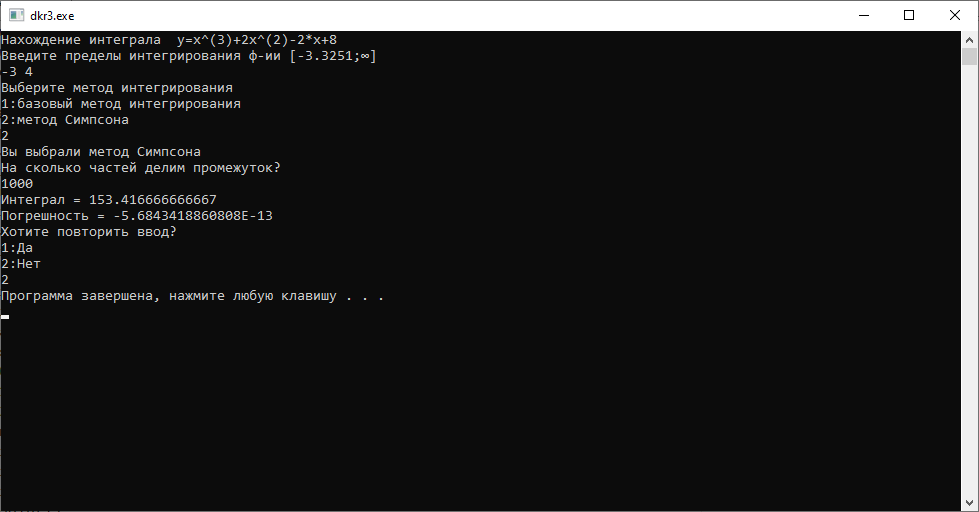 dkr3.exe
Нахождение интеграла  y=x^(3)+2x^(2)-2*x+8
Введите пределы интегрирования ф-ии [-3.3251;∞]
-3 4
Выберите метод интегрирования
1:базовый метод интегрирования
2:метод Симпсона
2
Вы выбрали метод Симпсона
На сколько частей делим промежуток?
1000
Интеграл = 153.416666666667
Погрешность = -5.6843418860808E-13
Хотите повторить ввод?
1:Да
2:Нет
2
Программа завершена, нажмите любую клавишу . . .